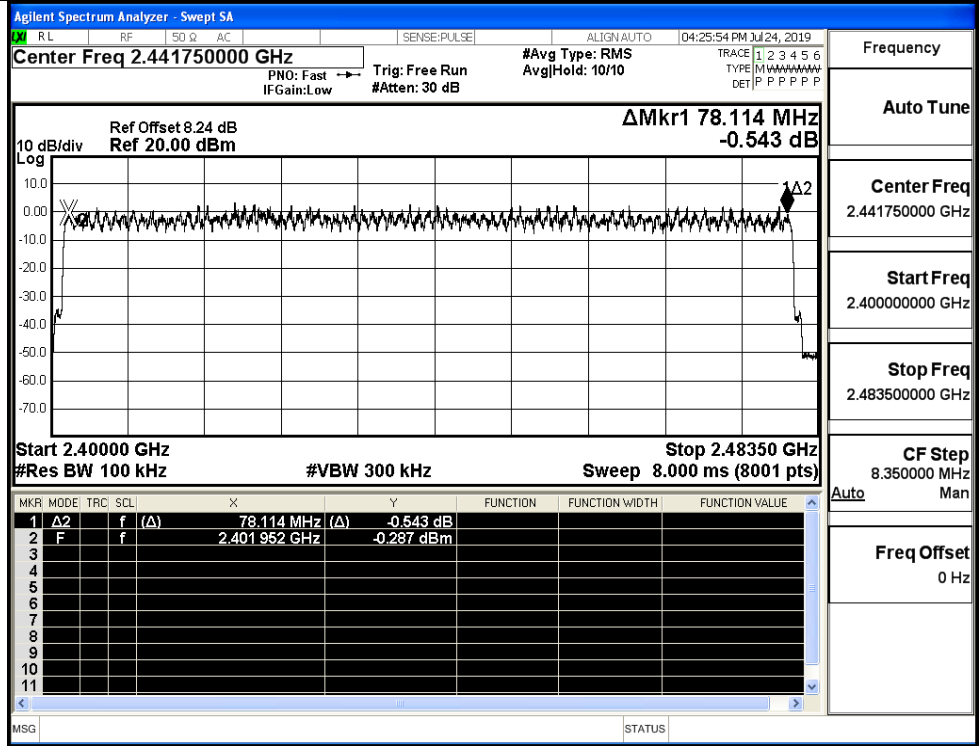 Agilent Spectrum Analyzer - Swept SA
LXI RL RF 50 Ω AC SENSE:PULSE ALIGN AUTO 04:25:54 PM Jul 24, 2019
Center Freq 2.441750000 GHz
PNO: Fast
IFGain:Low
Trig: Free Run
#Atten: 30 dB
#Avg Type: RMS
Avg|Hold: 10/10
TRACE 1 2 3 4 5 6
TYPE M WWWWW
DET P P P P P P
ΔMkr1 78.114 MHz
-0.543 dB
Ref Offset 8.24 dB
10 dB/div Ref 20.00 dBm
Log
10.0
0.00
-10.0
-20.0
-30.0
-40.0
-50.0
-60.0
-70.0
1Δ2
Start 2.40000 GHz Stop 2.48350 GHz
#Res BW 100 kHz #VBW 300 kHz Sweep 8.000 ms (8001 pts)
MKR MODE TRC SCL X Y FUNCTION FUNCTION WIDTH FUNCTION VALUE
1 Δ2 f (Δ) 78.114 MHz (Δ) -0.543 dB
2 F f 2.401 952 GHz -0.287 dBm
3
4
5
6
7
8
9
10
11
MSG STATUS
Frequency
Auto Tune
Center Freq
2.441750000 GHz
Start Freq
2.400000000 GHz
Stop Freq
2.483500000 GHz
CF Step
8.350000 MHz
Auto Man
Freq Offset
0 Hz